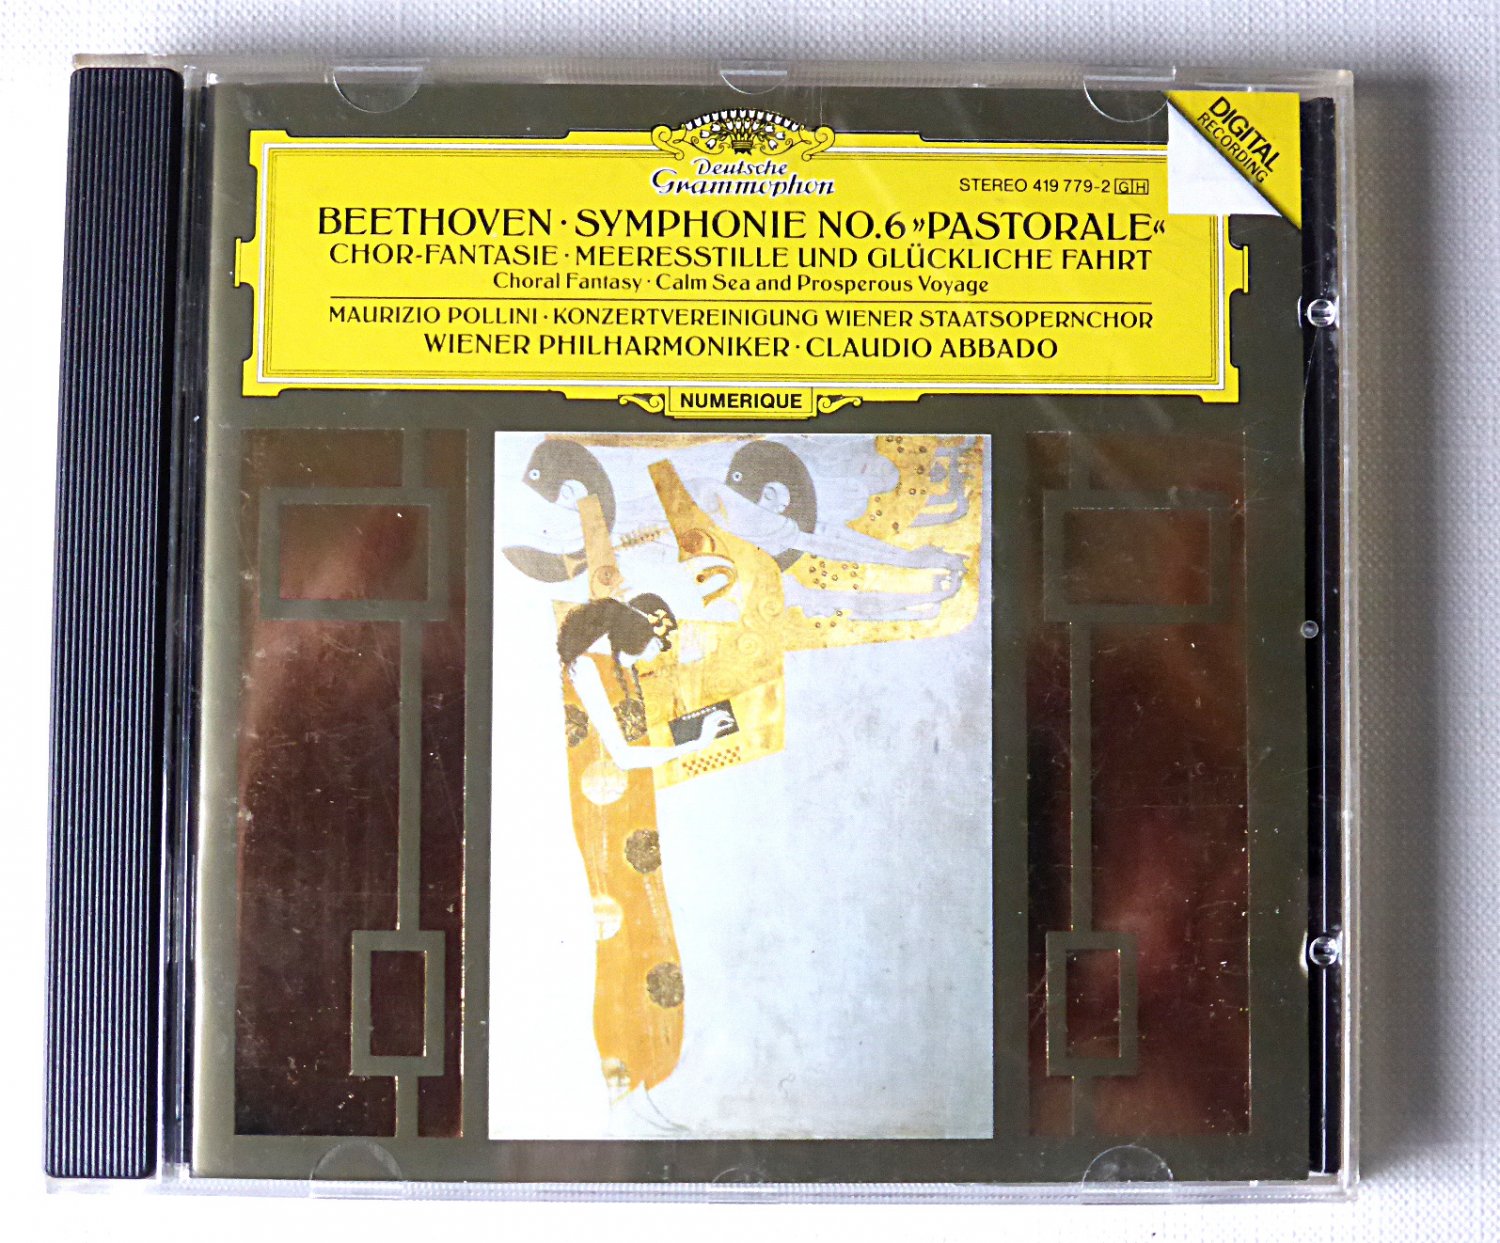 DIGITAL
RECORDING
Deutsche
Grammophon
STEREO 419 779-2 GH
BEETHOVEN · SYMPHONIE NO.6 »PASTORALE«
CHOR-FANTASIE · MEERESSTILLE UND GLÜCKLICHE FAHRT
Choral Fantasy · Calm Sea and Prosperous Voyage
MAURIZIO POLLINI · KONZERTVEREINIGUNG WIENER STAATSOPERNCHOR
WIENER PHILHARMONIKER · CLAUDIO ABBADO
NUMERIQUE